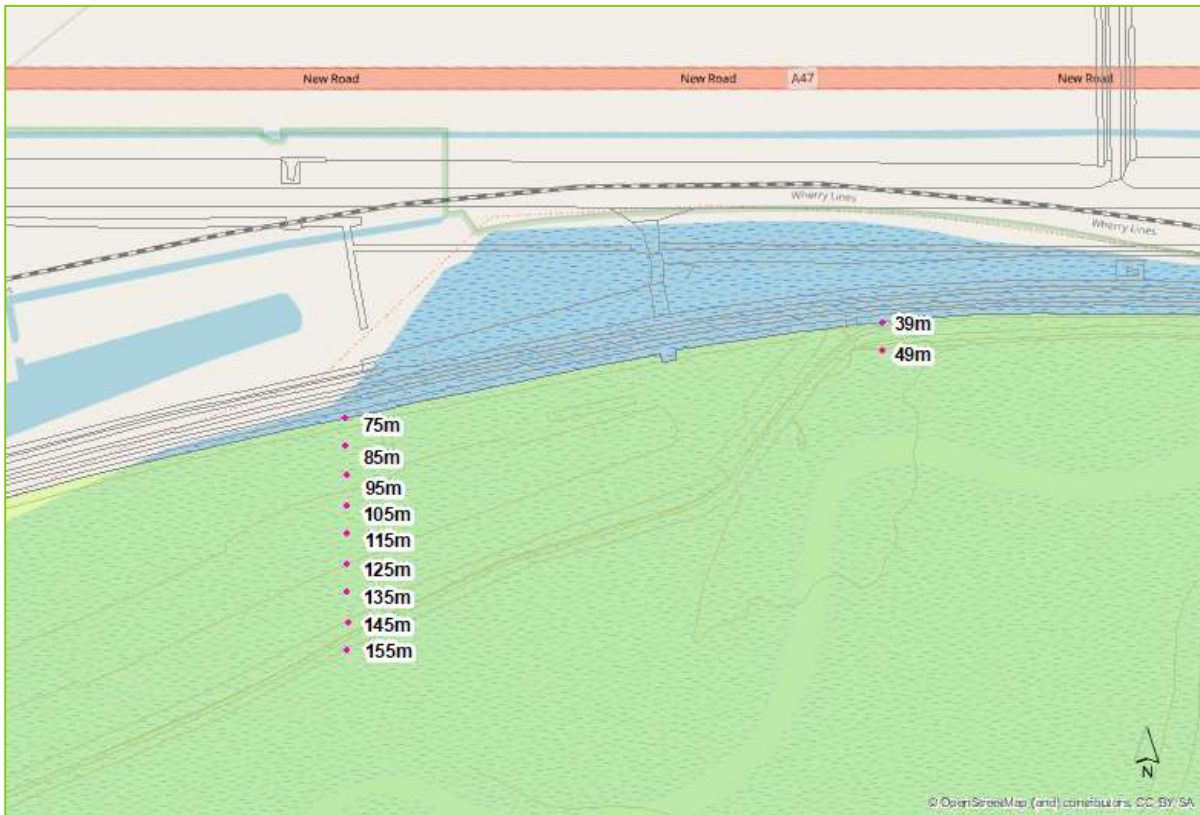 New Road
New Road
A47
New Road
Wherry Lines
Wherry Lines
39m
49m
75m
85m
95m
105m
115m
125m
135m
145m
155m
N
© OpenStreetMap (and) contributors, CC-BY-SA